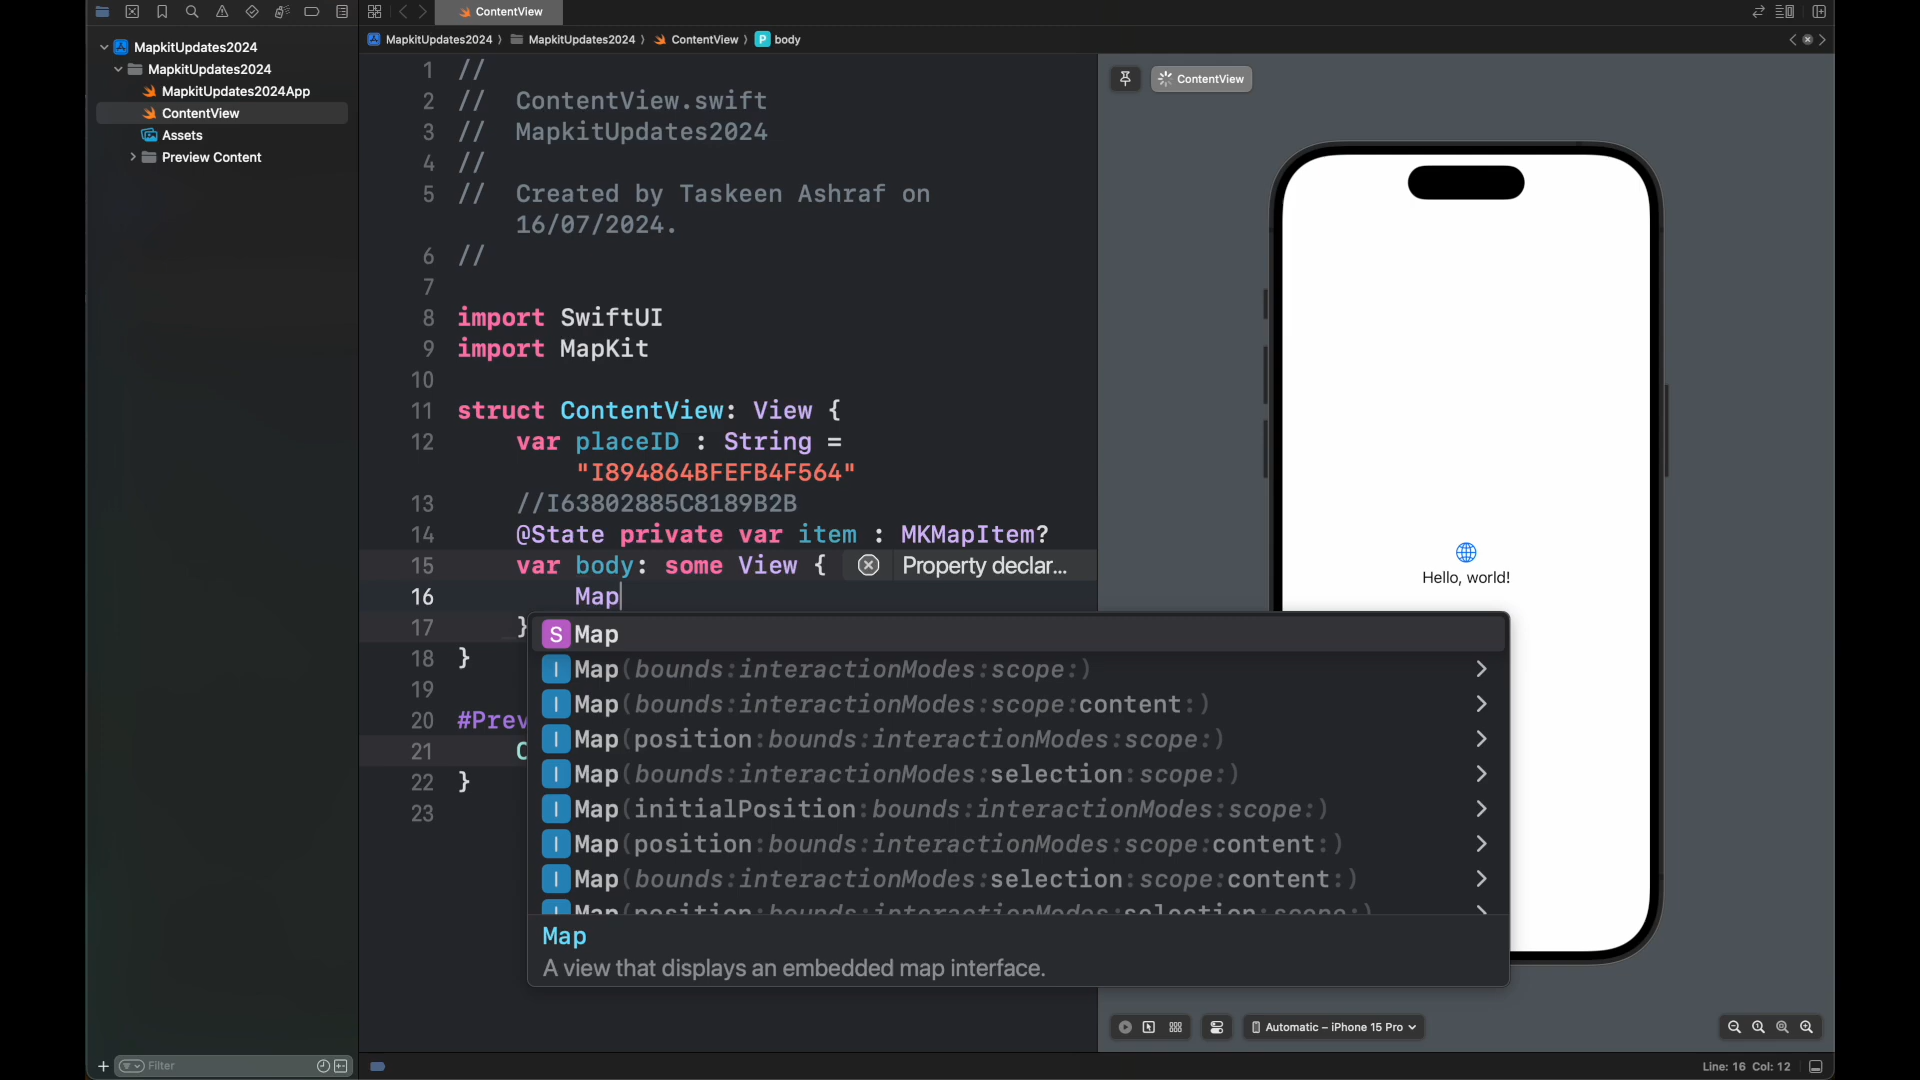 ContentView
MapkitUpdates2024 〉 MapkitUpdates2024 〉 ContentView 〉 P body
MapkitUpdates2024
MapkitUpdates2024
MapkitUpdates2024App
ContentView
Assets
Preview Content
1 //
2 // ContentView.swift
3 // MapkitUpdates2024
4 //
5 // Created by Taskeen Ashraf on
16/07/2024.
6 //
7
8 import SwiftUI
9 import MapKit
10
11 struct ContentView: View {
12 var placeID : String =
"I894864BFEFB4F564"
13 //I63802885C8189B2B
14 @State private var item : MKMapItem?
15 var body: some View { Property declar...
16 Map
17 }
18 }
19
20 #Prev
21 C
22 }
23
S Map
I Map(bounds:interactionModes:scope:)
I Map(bounds:interactionModes:scope:content:)
I Map(position:bounds:interactionModes:scope:)
I Map(bounds:interactionModes:selection:scope:)
I Map(initialPosition:bounds:interactionModes:scope:)
I Map(position:bounds:interactionModes:scope:content:)
I Map(bounds:interactionModes:selection:scope:content:)
I Map(position:bounds:interactionModes:selection:scope:)
Map
A view that displays an embedded map interface.
ContentView
Hello, world!
Automatic – iPhone 15 Pro
Filter
Line: 16 Col: 12